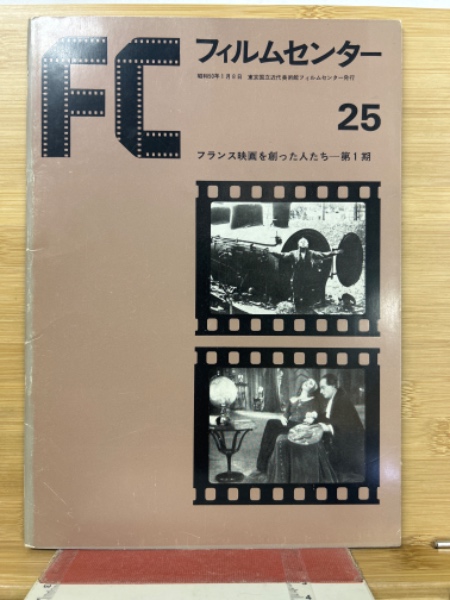 FC
フィルムセンター
昭和50年1月8日 東京国立近代美術館フィルムセンター発行
25
フランス映画を創った人たち—第1期